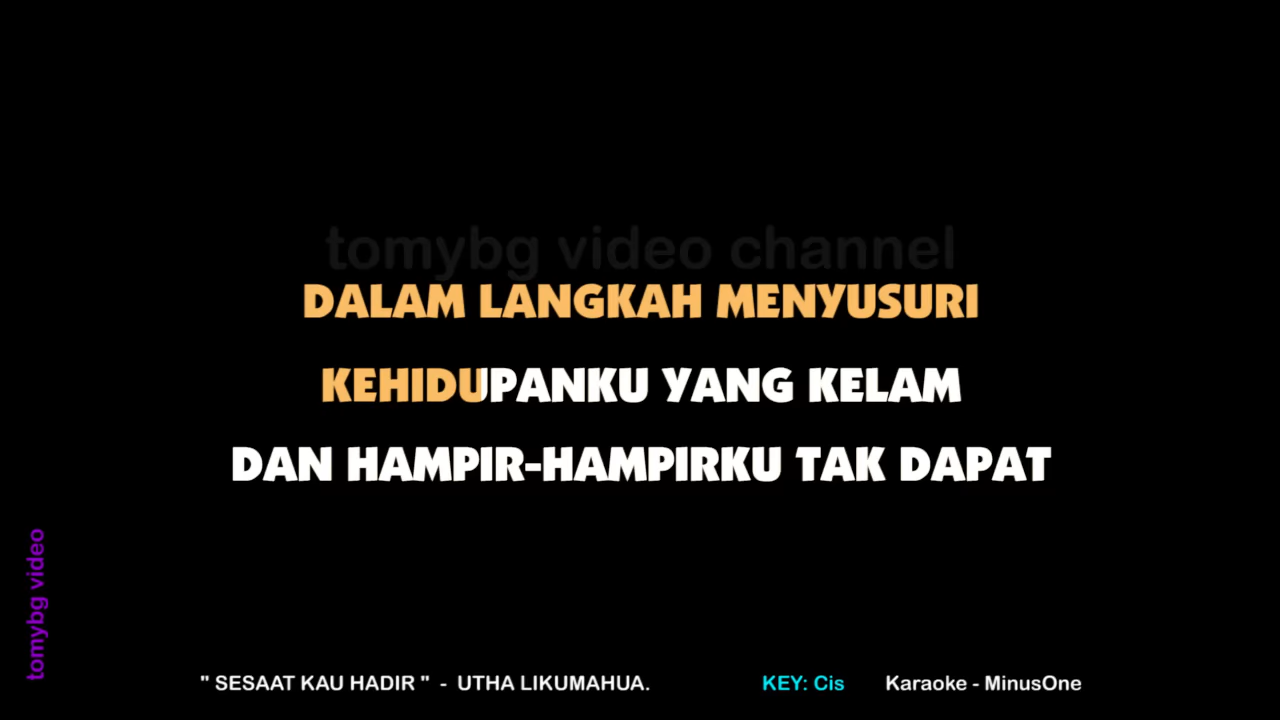 tomybg video channel
DALAM LANGKAH MENYUSURI
KEHIDUPANKU YANG KELAM
DAN HAMPIR-HAMPIRKU TAK DAPAT
tomybg video
" SESAAT KAU HADIR " - UTHA LIKUMAHUA. KEY: Cis Karaoke - MinusOne